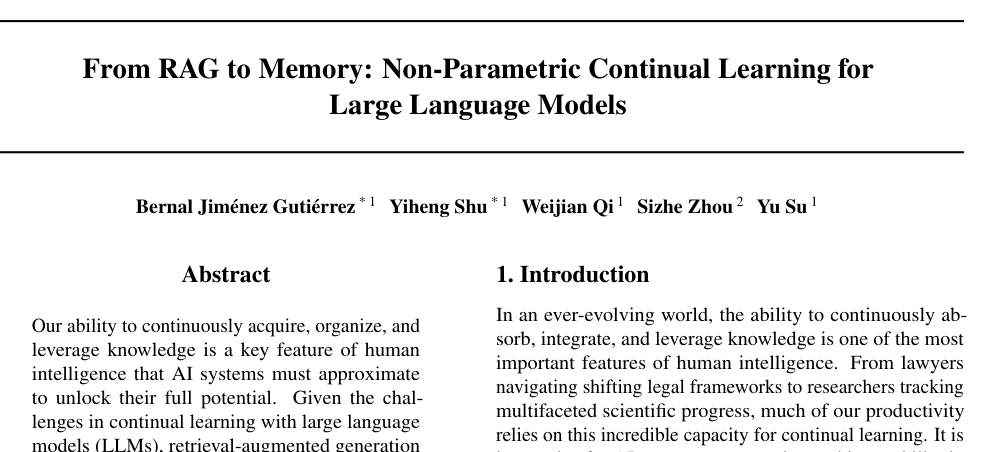 From RAG to Memory: Non-Parametric Continual Learning for
Large Language Models
Bernal Jiménez Gutiérrez * 1 Yiheng Shu * 1 Weijian Qi 1 Sizhe Zhou 2 Yu Su 1
Abstract
Our ability to continuously acquire, organize, and
leverage knowledge is a key feature of human
intelligence that AI systems must approximate
to unlock their full potential. Given the chal-
lenges in continual learning with large language
models (LLMs), retrieval-augmented generation
1. Introduction
In an ever-evolving world, the ability to continuously ab-
sorb, integrate, and leverage knowledge is one of the most
important features of human intelligence. From lawyers
navigating shifting legal frameworks to researchers tracking
multifaceted scientific progress, much of our productivity
relies on this incredible capacity for continual learning. It is